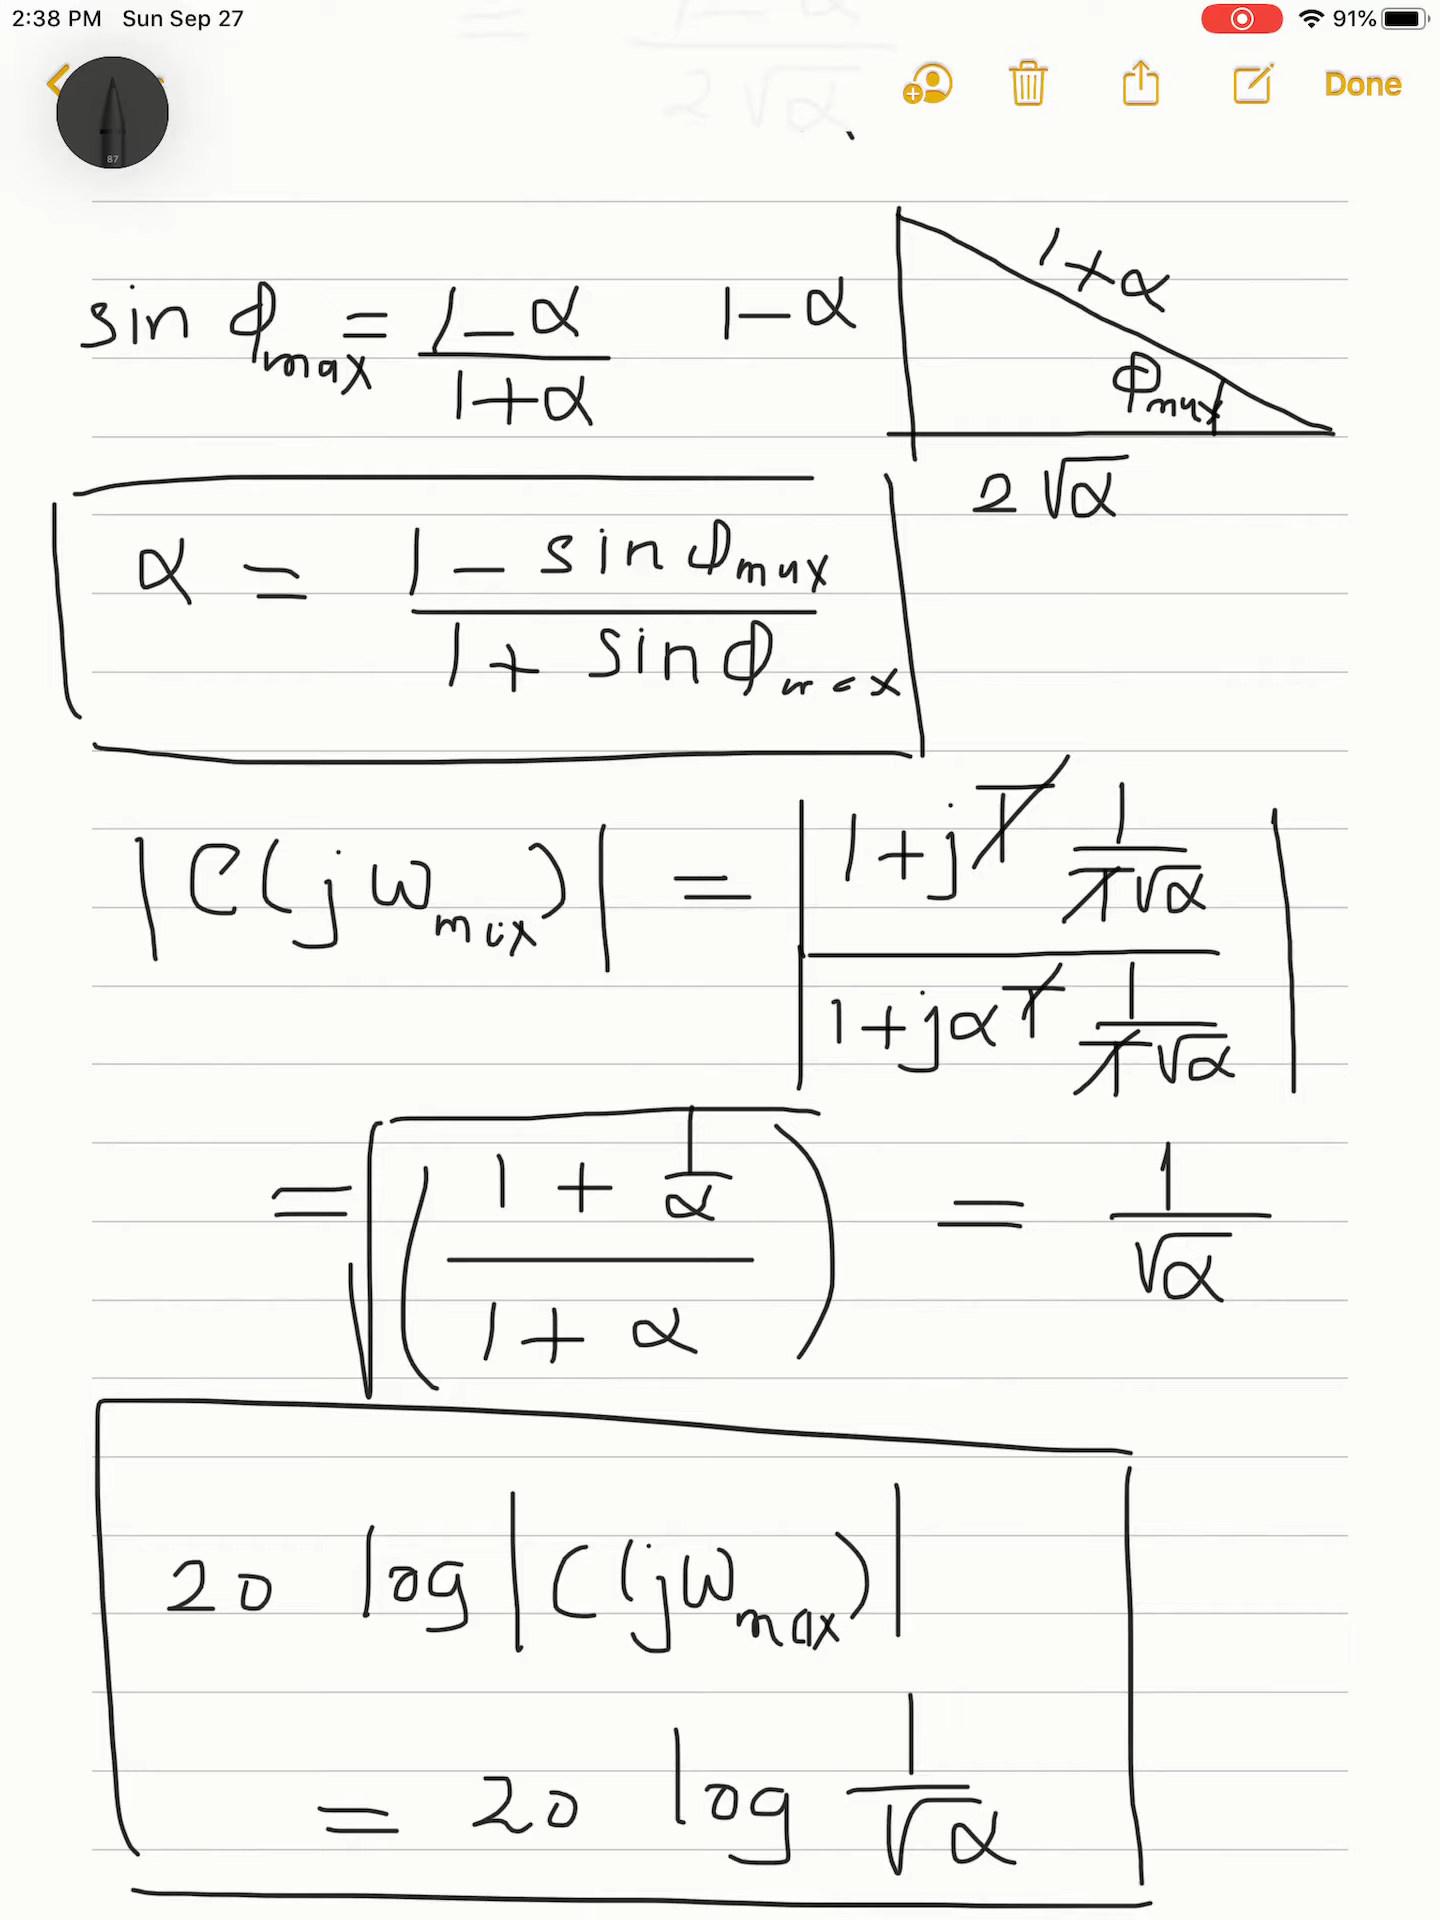 2:38 PM Sun Sep 27 91%
Done
87
2 √α
sin Φmax = 1-α / 1+α
1-α
1+α
Φmax
2 √α
α = 1 - sin Φmax / 1 + sin Φmax
|C(jωmax)| = |1+jT 1/T√α / 1+jαT 1/T√α|
= √(1 + 1/α / 1 + α) = 1/√α
20 log |C(jωmax)|
= 20 log 1/√α